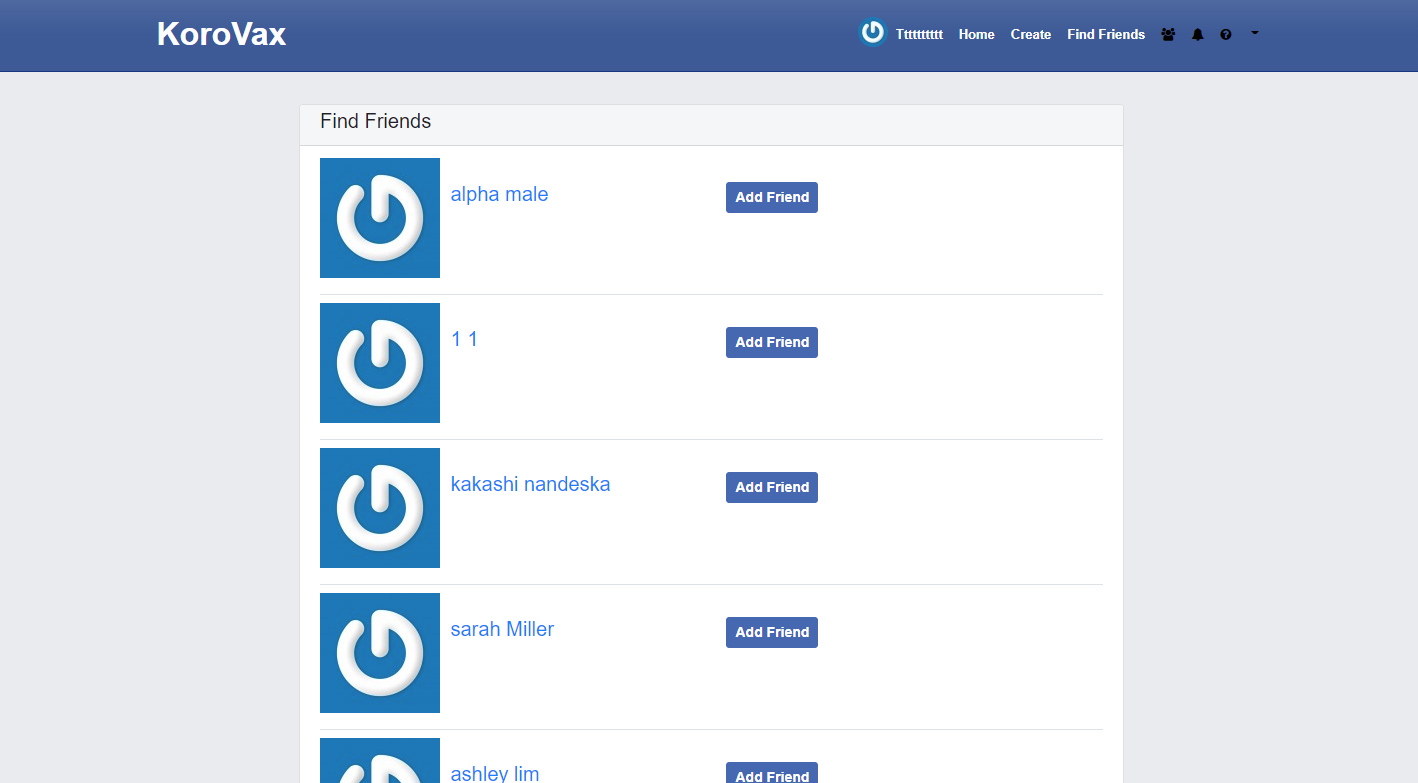 KoroVax
Tttttttttt Home Create Find Friends
Find Friends
alpha male Add Friend
1 1 Add Friend
kakashi nandeska Add Friend
sarah Miller Add Friend
ashley lim Add Friend